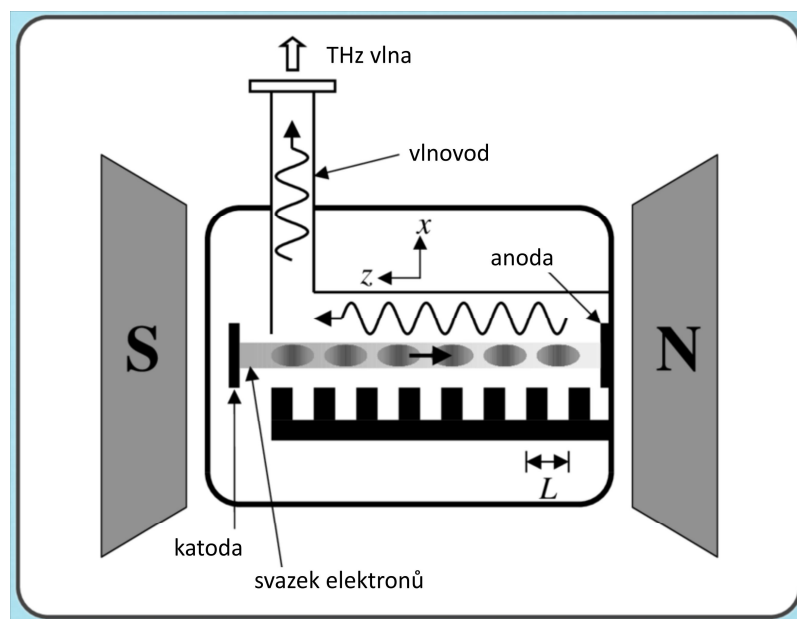 THz vlna
vlnovod
x
z
anoda
S
N
L
katoda
svazek elektronů